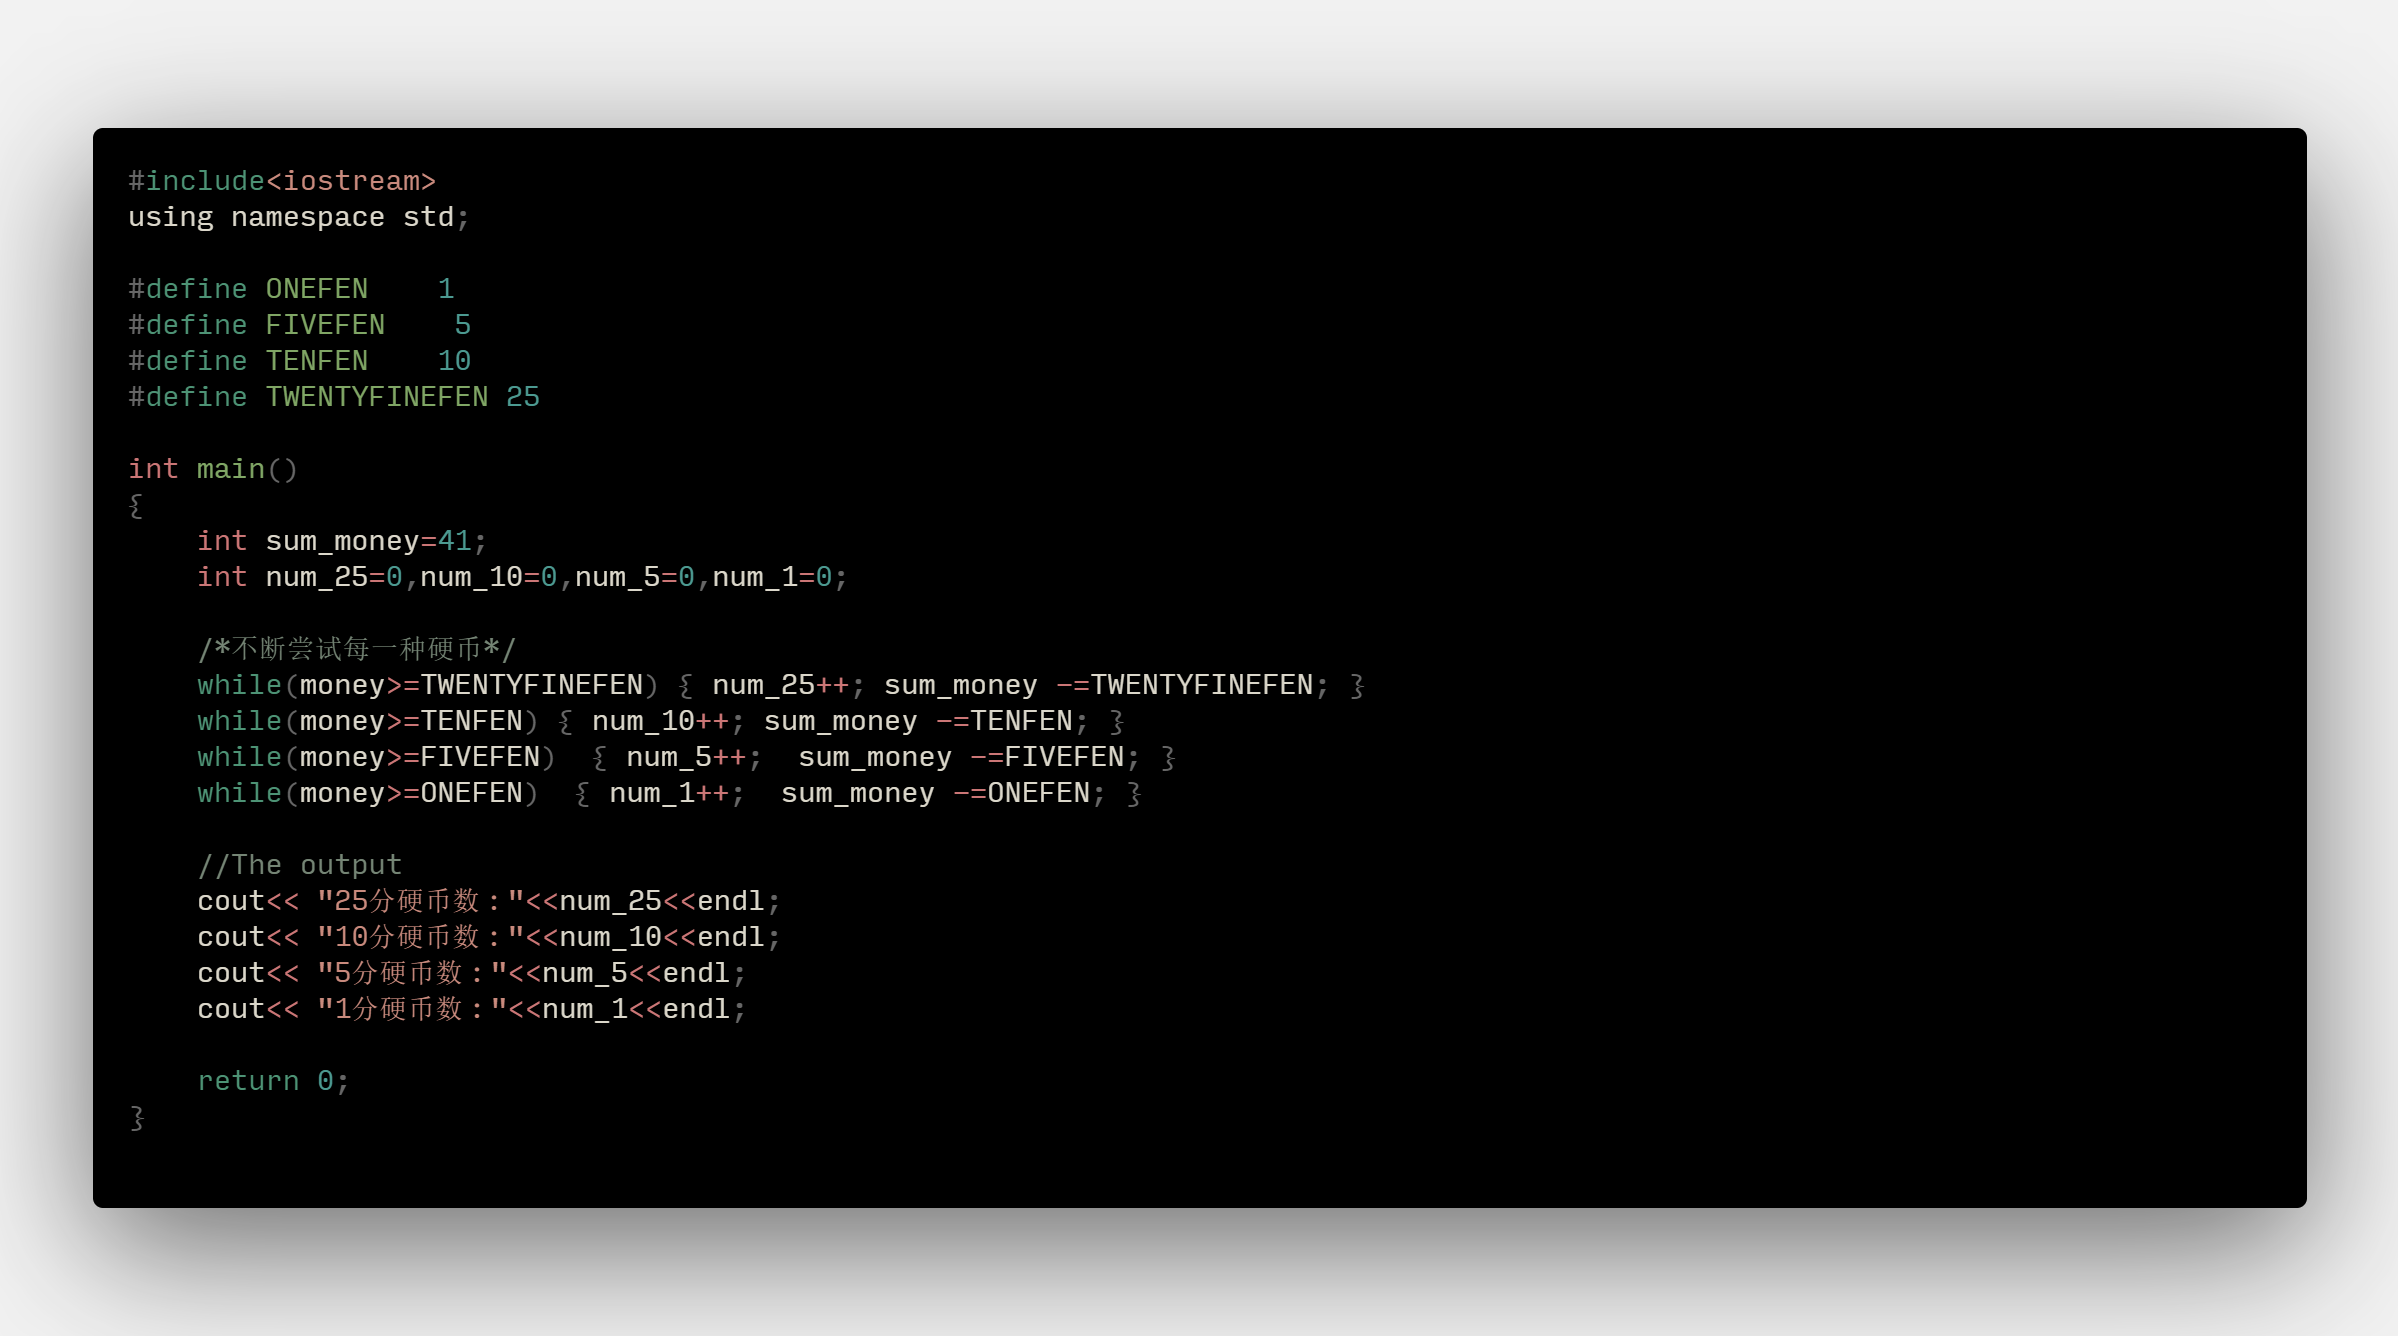 #include<iostream>
using namespace std;
#define ONEFEN    1
#define FIVEFEN    5
#define TENFEN    10
#define TWENTYFINEFEN 25
int main()
{
    int sum_money=41;
    int num_25=0,num_10=0,num_5=0,num_1=0;
    /*不断尝试每一种硬币*/
    while(money>=TWENTYFINEFEN) { num_25++; sum_money -=TWENTYFINEFEN; }
    while(money>=TENFEN) { num_10++; sum_money -=TENFEN; }
    while(money>=FIVEFEN)  { num_5++;  sum_money -=FIVEFEN; }
    while(money>=ONEFEN)  { num_1++;  sum_money -=ONEFEN; }
    //The output
    cout<< "25分硬币数："<<num_25<<endl;
    cout<< "10分硬币数："<<num_10<<endl;
    cout<< "5分硬币数："<<num_5<<endl;
    cout<< "1分硬币数："<<num_1<<endl;
    return 0;
}